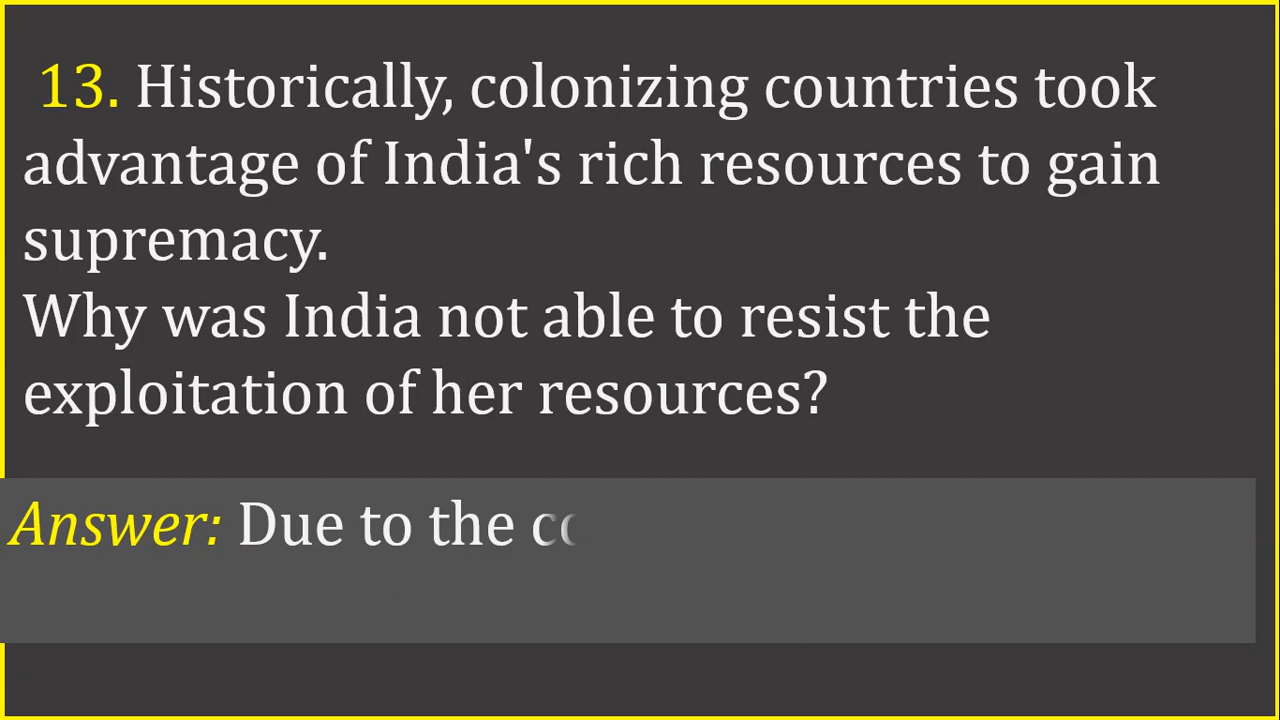 13. Historically, colonizing countries took
advantage of India's rich resources to gain
supremacy.
Why was India not able to resist the
exploitation of her resources?
Answer: Due to the